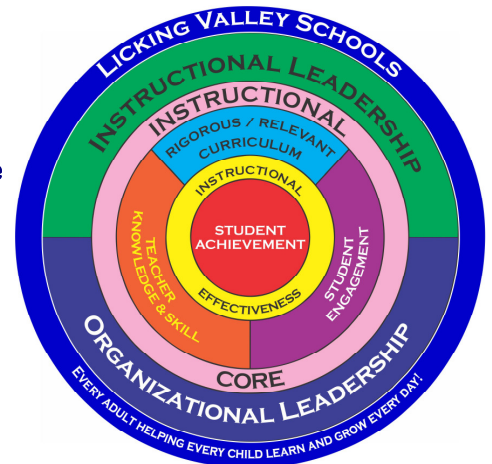 LICKING VALLEY SCHOOLS
INSTRUCTIONAL LEADERSHIP
INSTRUCTIONAL
RIGOROUS / RELEVANT
CURRICULUM
INSTRUCTIONAL
STUDENT
ACHIEVEMENT
EFFECTIVENESS
TEACHER
KNOWLEDGE & SKILL
STUDENT
ENGAGEMENT
CORE
ORGANIZATIONAL LEADERSHIP
EVERY ADULT HELPING EVERY CHILD LEARN AND GROW EVERY DAY!